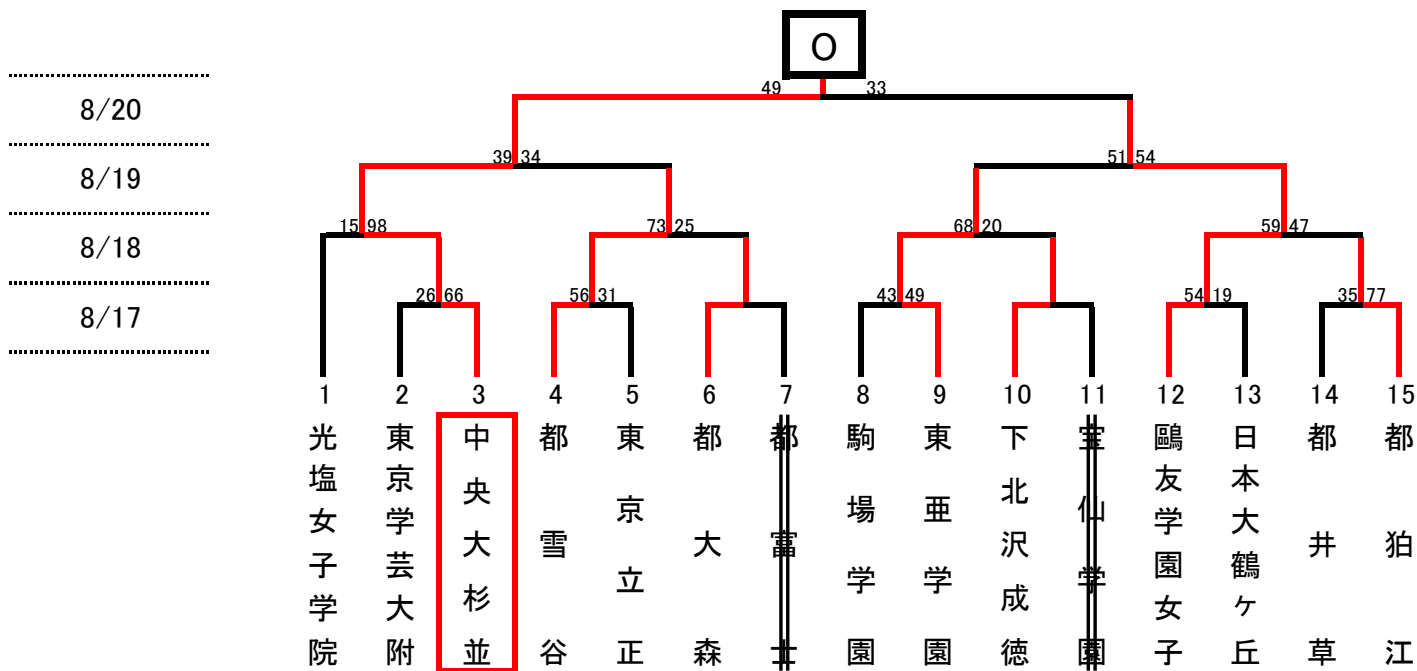 O
49 33
8/20
39 34
51 54
8/19
15 98
73 25
68 20
59 47
8/18
26 66
56 31
43 49
54 19
35 77
8/17
1 2 3 4 5 6 7 8 9 10 11 12 13 14 15
光塩女子学院
東京学芸大附
中央大杉並
都雪谷
東京立正
都大森
都富士
駒場学園
東亜学園
下北沢成徳
宝仙学園
鷗友学園女子
日本大鶴ケ丘
都井草
都狛江